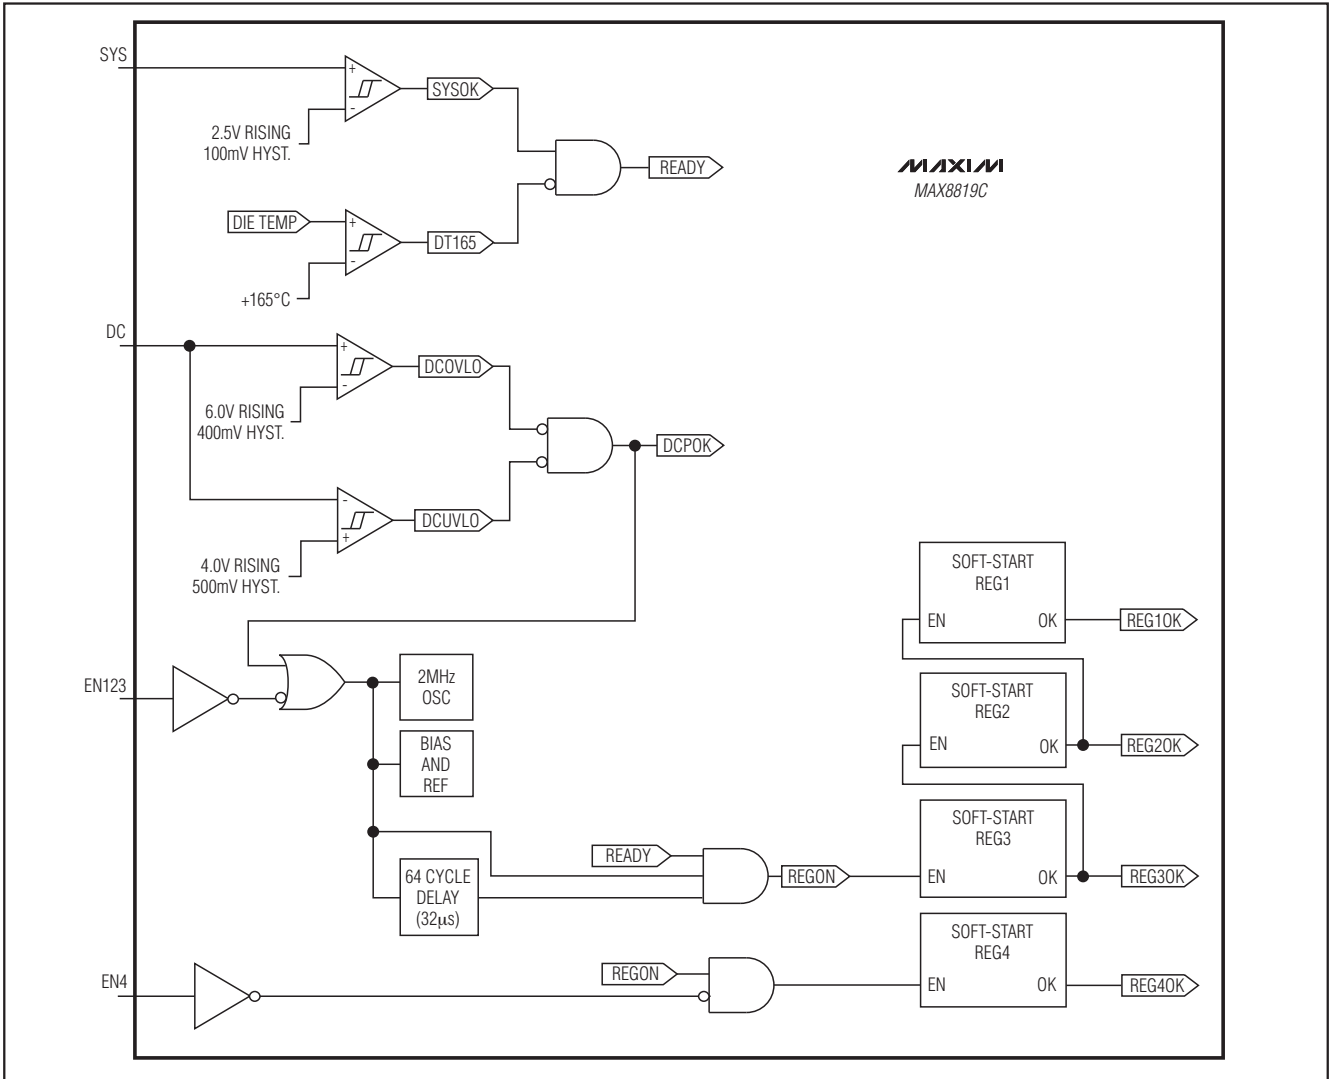 SYS
+
-
SYSOK
2.5V RISING
100mV HYST.
READY
MAXIM
MAX8819C
DIE TEMP
+
-
DT165
+165°C
DC
+
-
DCOVLO
6.0V RISING
400mV HYST.
DCPOK
-
+
DCUVLO
4.0V RISING
500mV HYST.
SOFT-START
REG1
EN
OK
REG1OK
EN123
2MHz
OSC
SOFT-START
REG2
EN
OK
REG2OK
BIAS
AND
REF
SOFT-START
REG3
EN
OK
REG3OK
READY
REGON
64 CYCLE
DELAY
(32µs)
SOFT-START
REG4
EN
OK
REG4OK
REGON
EN4